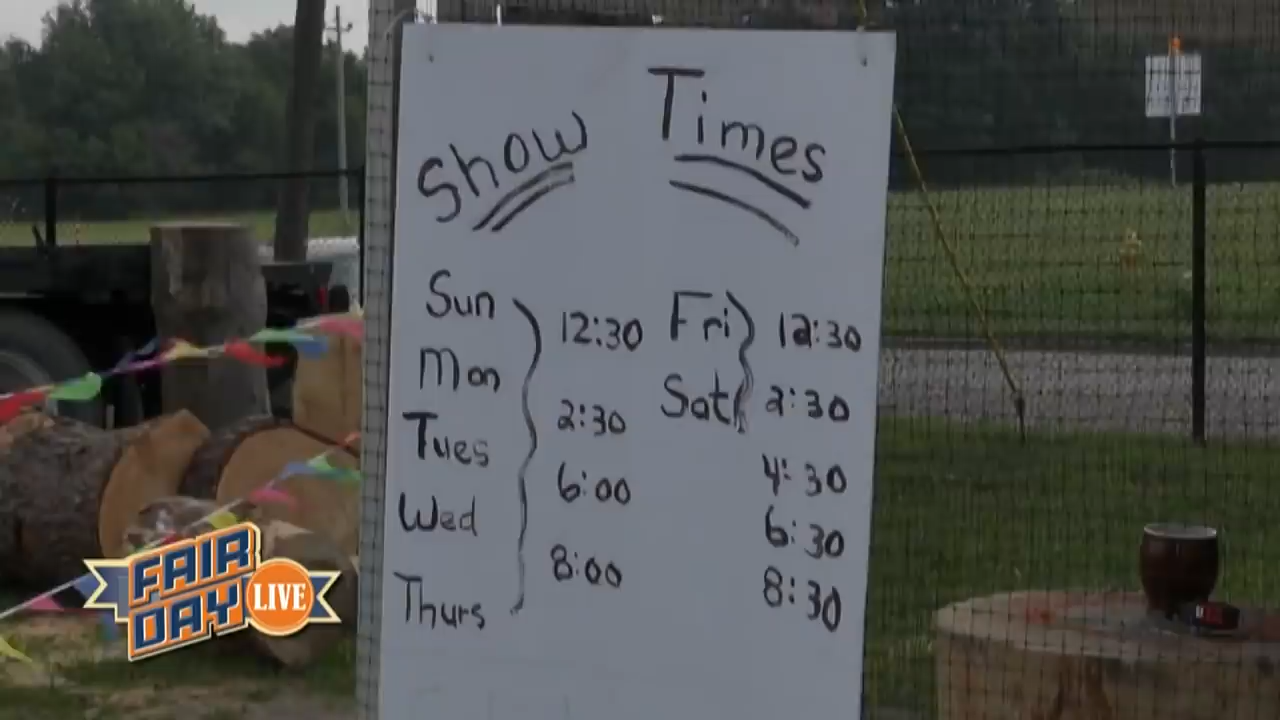 Show Times
Sun
Mon
Tues
Wed
Thurs
12:30
2:30
6:00
8:00
Fri
Sat
12:30
2:30
4:30
6:30
8:30
FAIR
DAY
LIVE